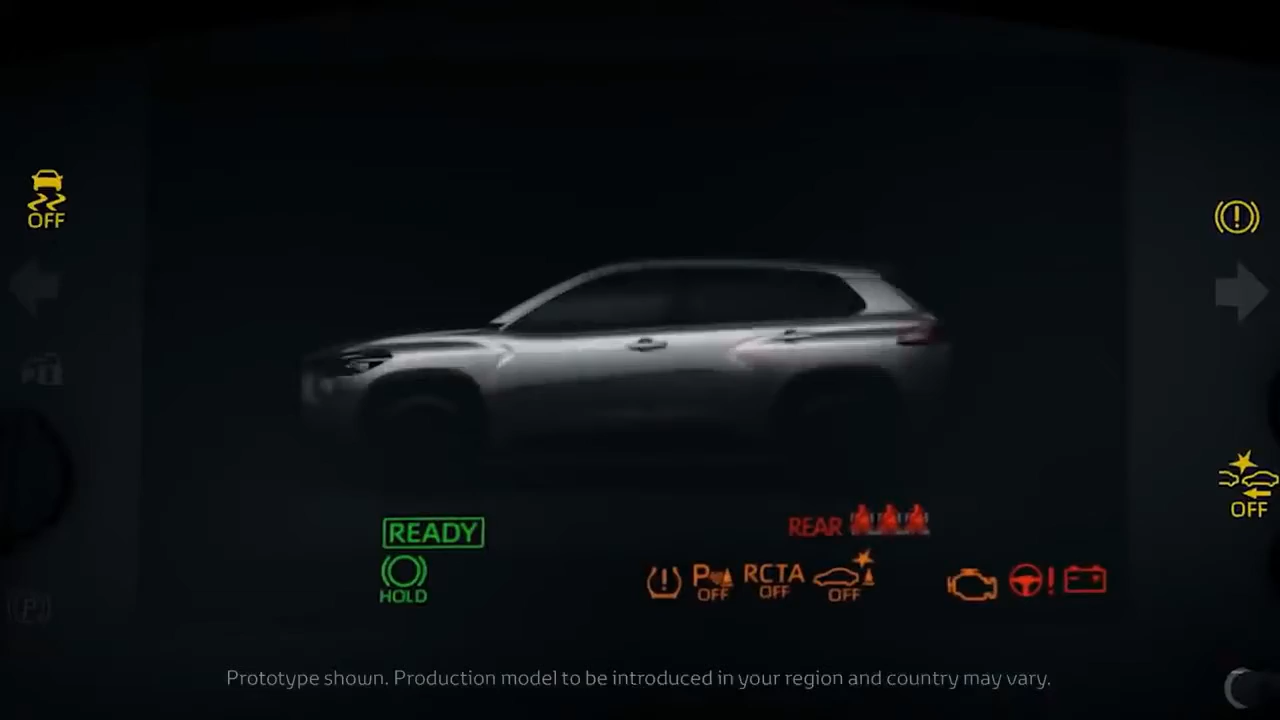 OFF
OFF
READY
HOLD
REAR
P OFF
RCTA OFF
OFF
Prototype shown. Production model to be introduced in your region and country may vary.